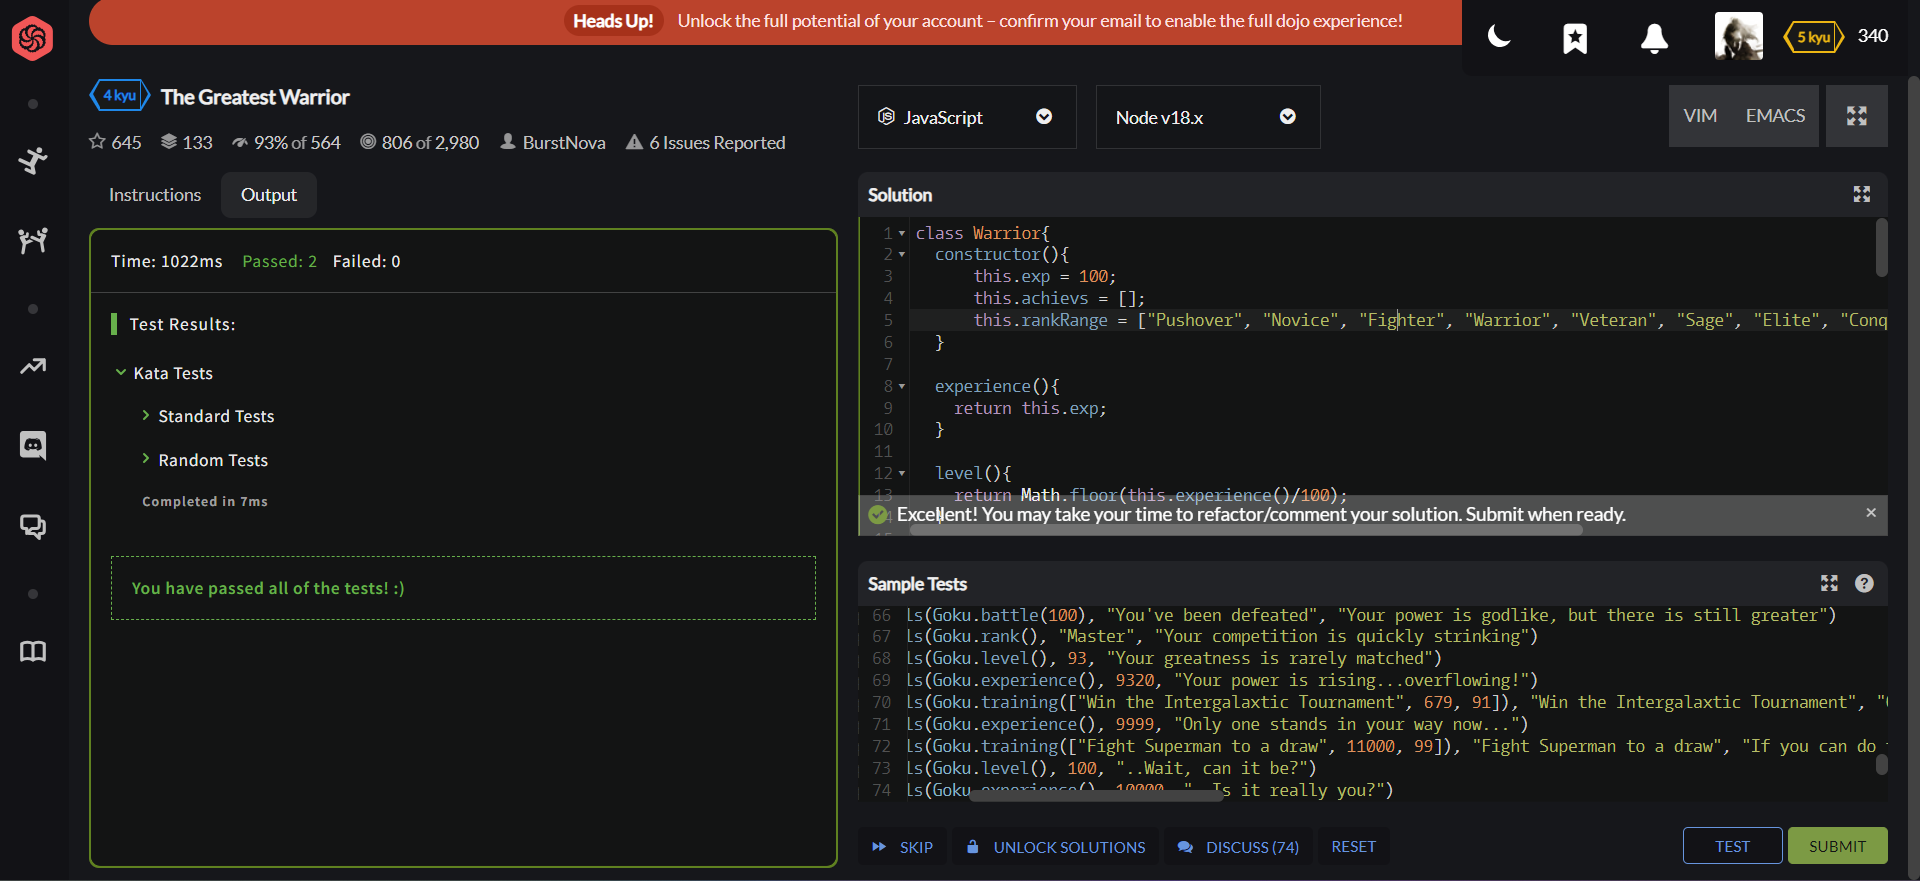 Heads Up! Unlock the full potential of your account – confirm your email to enable the full dojo experience!
5 kyu 340
4 kyu The Greatest Warrior
645 133 93% of 564 806 of 2,980 BurstNova 6 Issues Reported
Instructions Output
Time: 1022ms Passed: 2 Failed: 0
Test Results:
Kata Tests
Standard Tests
Random Tests
Completed in 7ms
You have passed all of the tests! :)
JavaScript
Node v18.x
VIM EMACS
Solution
1 class Warrior{
2 constructor(){
3 this.exp = 100;
4 this.achievs = [];
5 this.rankRange = ["Pushover", "Novice", "Fighter", "Warrior", "Veteran", "Sage", "Elite", "Conq
6 }
7
8 experience(){
9 return this.exp;
10 }
11
12 level(){
13 return Math.floor(this.experience()/100);
Excellent! You may take your time to refactor/comment your solution. Submit when ready.
Sample Tests
66 ls(Goku.battle(100), "You've been defeated", "Your power is godlike, but there is still greater")
67 ls(Goku.rank(), "Master", "Your competition is quickly strinking")
68 ls(Goku.level(), 93, "Your greatness is rarely matched")
69 ls(Goku.experience(), 9320, "Your power is rising...overflowing!")
70 ls(Goku.training(["Win the Intergalaxtic Tournament", 679, 91]), "Win the Intergalaxtic Tournament", "
71 ls(Goku.experience(), 9999, "Only one stands in your way now...")
72 ls(Goku.training(["Fight Superman to a draw", 11000, 99]), "Fight Superman to a draw", "If you can do
73 ls(Goku.level(), 100, "..Wait, can it be?")
74 ls(Goku.experience(), 10000, "..Is it really you?")
SKIP UNLOCK SOLUTIONS DISCUSS (74) RESET TEST SUBMIT